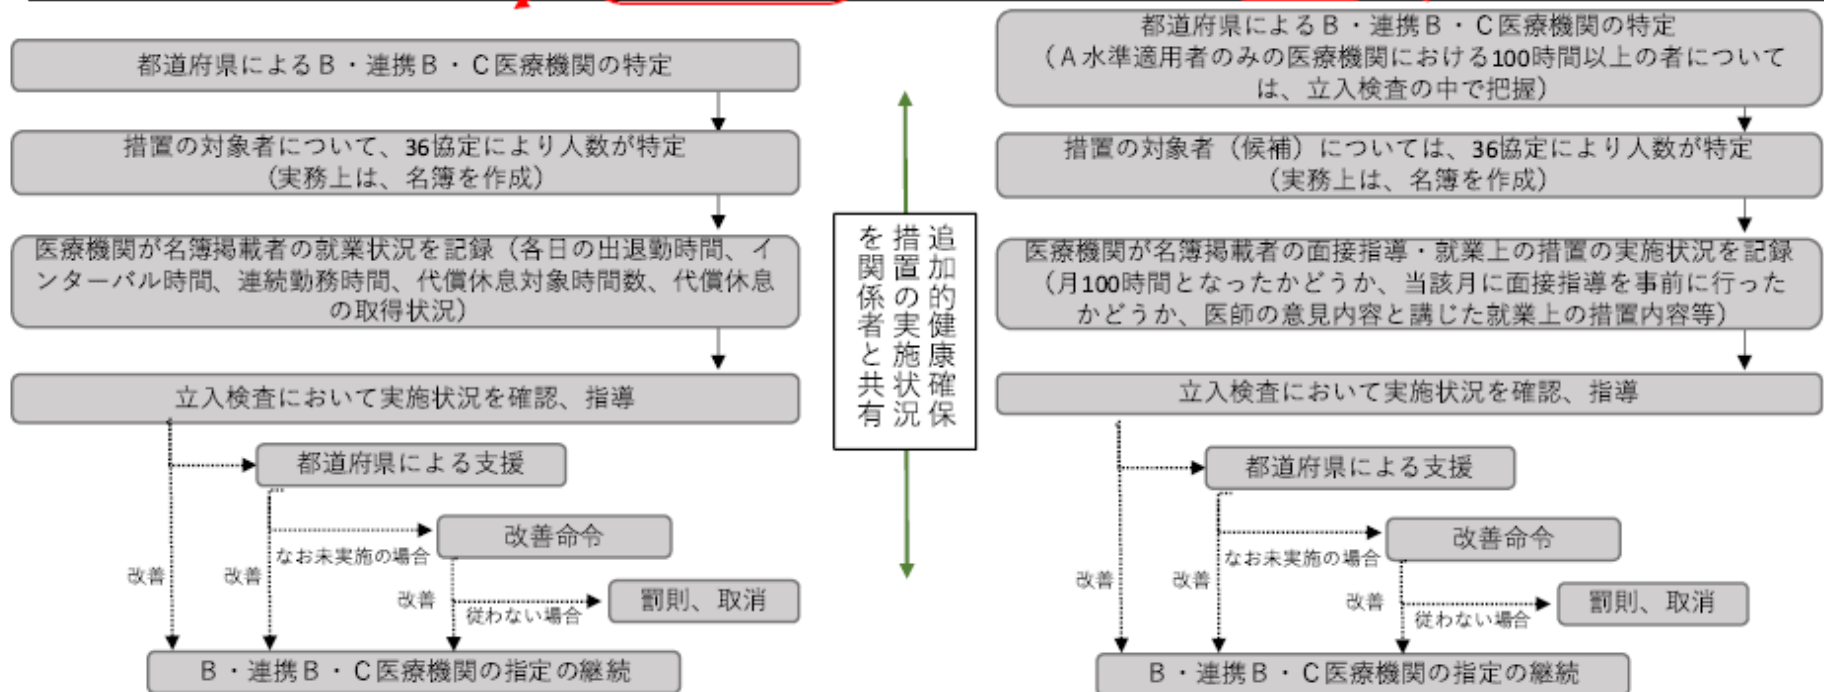 都道府県によるB・連携B・C医療機関の特定
措置の対象者について、36協定により人数が特定
(実務上は、名簿を作成)
医療機関が名簿掲載者の就業状況を記録(各日の出退勤時間、イ
ンターバル時間、連続勤務時間、代償休息対象時間数、代償休息
の取得状況)
立入検査において実施状況を確認、指導
都道府県による支援
改善命令
なお未実施の場合
改善
改善
改善
罰則、取消
従わない場合
B・連携B・C医療機関の指定の継続
追加的健康確保
措置の実施状況
を関係者と共有
都道府県によるB・連携B・C医療機関の特定
(A水準適用者のみの医療機関における100時間以上の者について
は、立入検査の中で把握)
措置の対象者(候補)については、36協定により人数が特定
(実務上は、名簿を作成)
医療機関が名簿掲載者の面接指導・就業上の措置の実施状況を記録
(月100時間となったかどうか、当該月に面接指導を事前に行った
かどうか、医師の意見内容と講じた就業上の措置内容等)
立入検査において実施状況を確認、指導
都道府県による支援
改善命令
なお未実施の場合
改善
改善
改善
罰則、取消
従わない場合
B・連携B・C医療機関の指定の継続